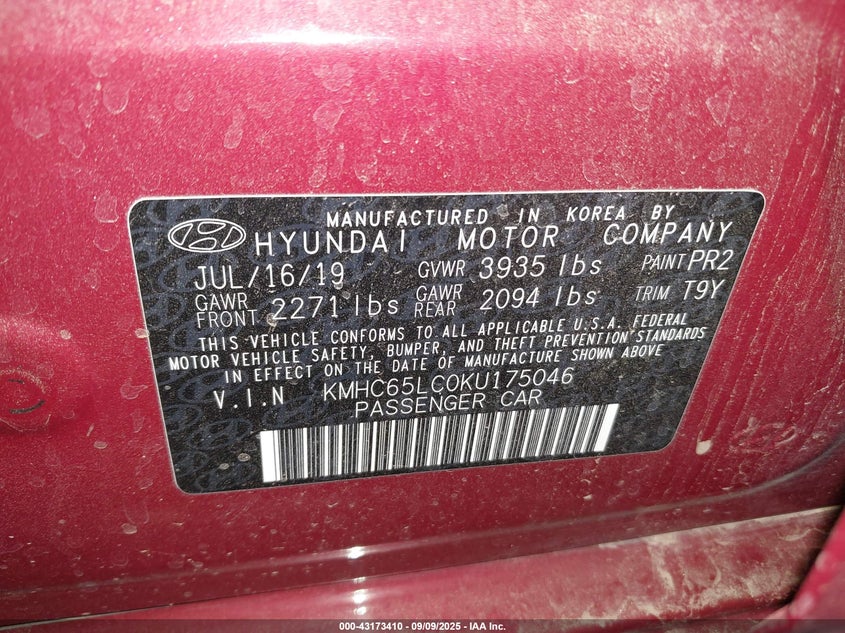 MANUFACTURED IN KOREA BY
HYUNDAI MOTOR COMPANY
JUL/16/19 GVWR 3935 lbs PAINT PR2
GAWR FRONT 2271 lbs GAWR REAR 2094 lbs TRIM T9Y
THIS VEHICLE CONFORMS TO ALL APPLICABLE U.S.A. FEDERAL
MOTOR VEHICLE SAFETY, BUMPER, AND THEFT PREVENTION STANDARDS
IN EFFECT ON THE DATE OF MANUFACTURE SHOWN ABOVE
V.I.N KMHC65LC0KU175046
PASSENGER CAR
000-43173410 - 09/09/2025 - IAA Inc.